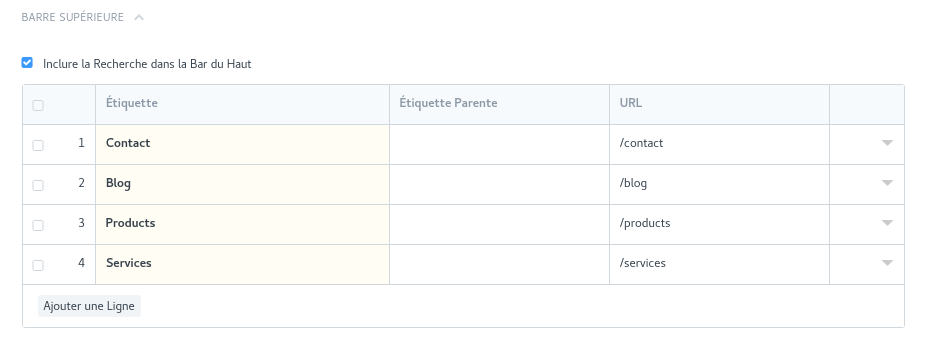 BARRE SUPÉRIEURE
Inclure la Recherche dans la Bar du Haut
Étiquette Étiquette Parente URL
1 Contact /contact
2 Blog /blog
3 Products /products
4 Services /services
Ajouter une Ligne